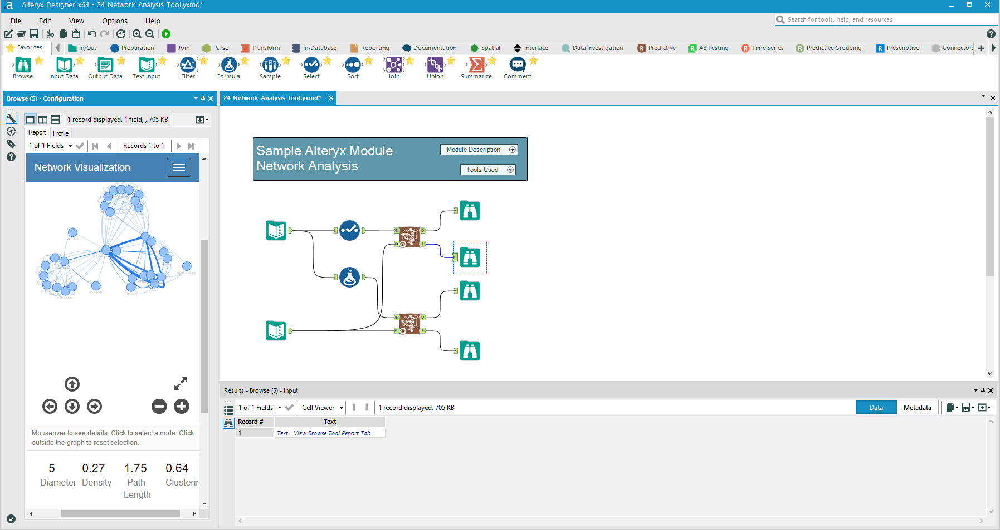 Alteryx Designer x64 - 24_Network_Analysis_Tool.yxmd*
File Edit View Options Help
Search for tools, help, and resources
Favorites In/Out Preparation Join Parse Transform In-Database Reporting Documentation Spatial Interface Data Investigation Predictive AB Testing Time Series Predictive Grouping Prescriptive Connectors
Browse Input Data Output Data Text Input Filter Formula Sample Select Sort Join Union Summarize Comment
Browse (5) - Configuration
24_Network_Analysis_Tool.yxmd*
1 record displayed, 1 field, , 705 KB
Report Profile
1 of 1 Fields Records 1 to 1
Network Visualization
Mouseover to see details. Click to select a node. Click
outside the graph to reset selection.
5 0.27 1.75 0.64
Diameter Density Path Clusterin
Length
Sample Alteryx Module
Network Analysis
Module Description
Tools Used
N D
E R I
N D
E R I
Results - Browse (5) - Input
1 of 1 Fields Cell Viewer 1 record displayed, 705 KB Data Metadata
Record # Text
1 Text - View Browse Tool Report Tab